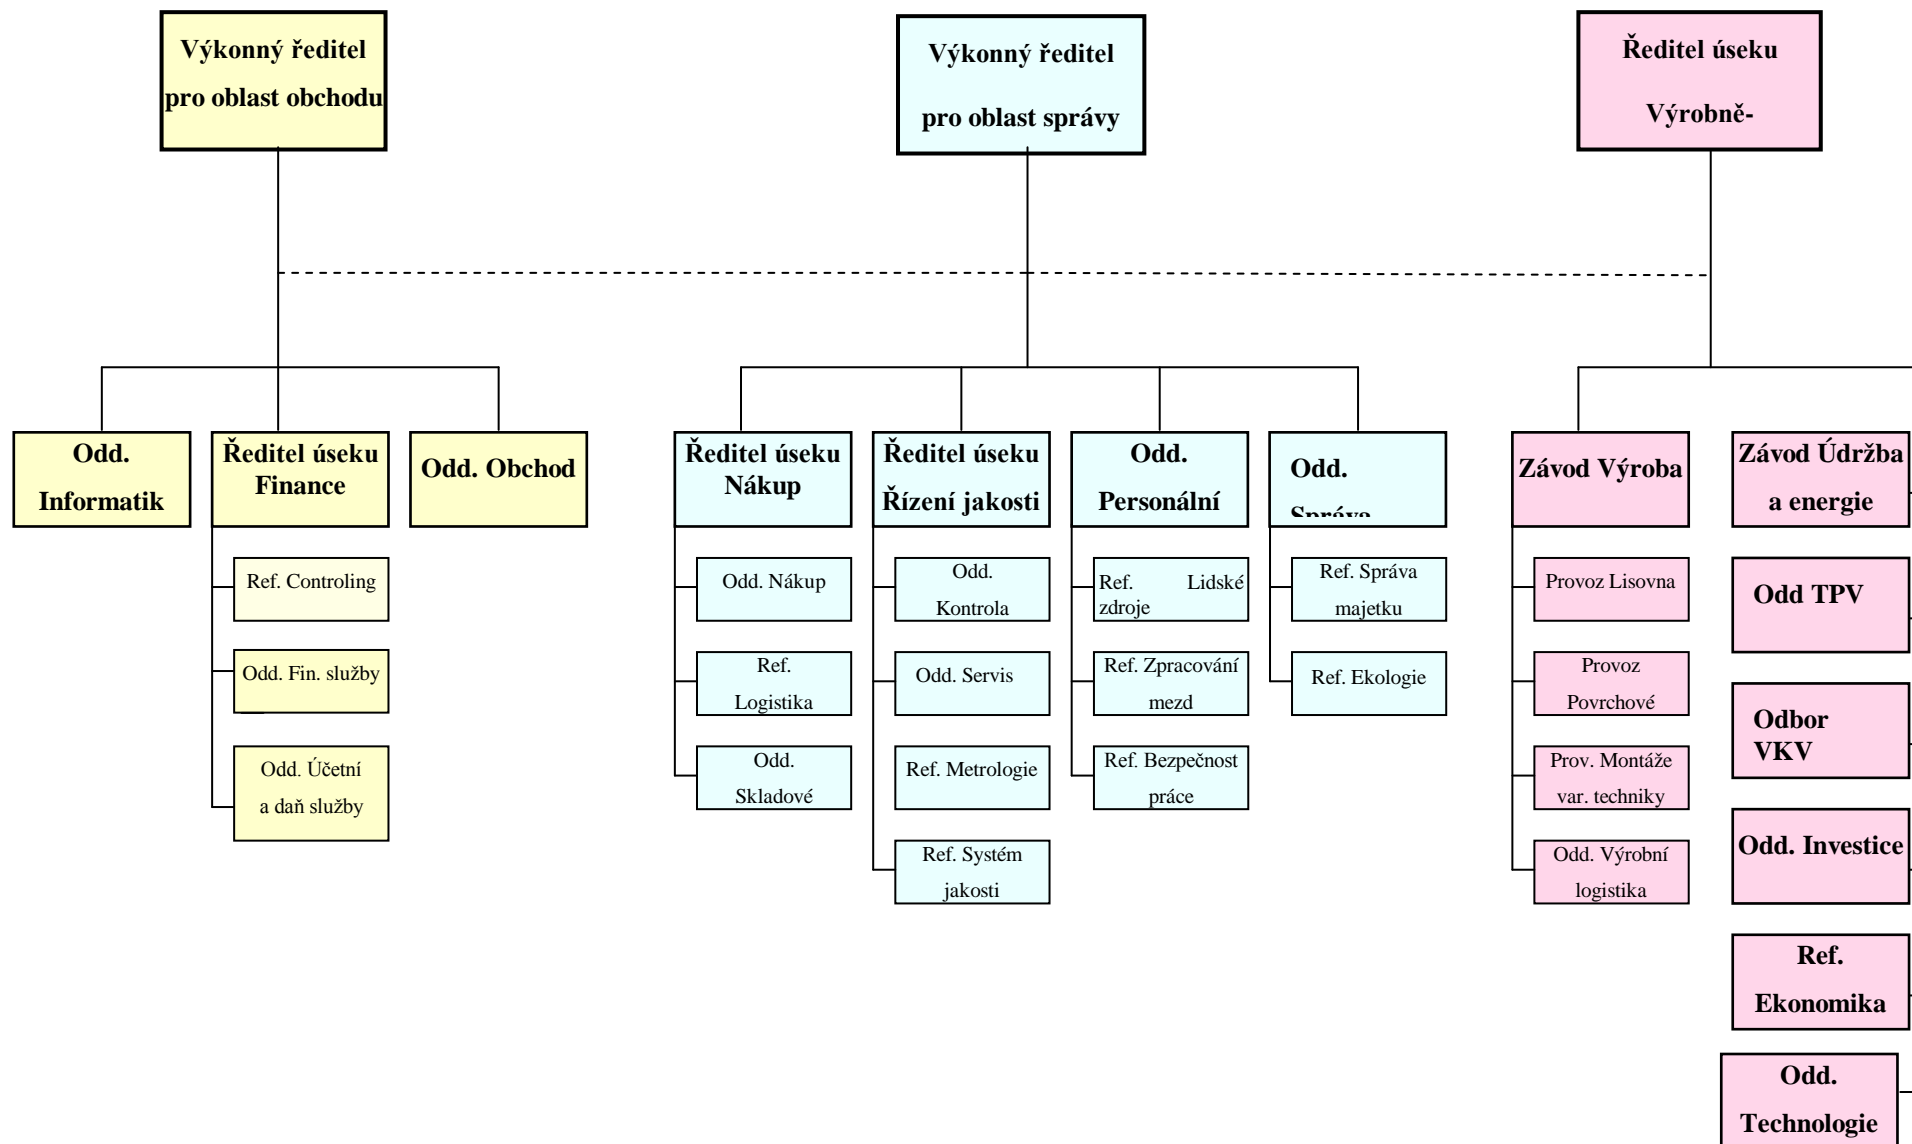 Výkonný ředitel
pro oblast obchodu
Výkonný ředitel
pro oblast správy
Ředitel úseku
Výrobně-
Odd.
Informatik
Ředitel úseku
Finance
Odd. Obchod
Ředitel úseku
Nákup
Ředitel úseku
Řízení jakosti
Odd.
Personální
Odd.
Správa
Závod Výroba
Závod Údržba
a energie
Ref. Controling
Odd. Fin. služby
Odd. Účetní
a daň služby
Odd. Nákup
Ref.
Logistika
Odd.
Skladové
Odd.
Kontrola
Odd. Servis
Ref. Metrologie
Ref. Systém
jakosti
Ref. Lidské
zdroje
Ref. Zpracování
mezd
Ref. Bezpečnost
práce
Ref. Správa
majetku
Ref. Ekologie
Provoz Lisovna
Provoz
Povrchové
Prov. Montáže
var. techniky
Odd. Výrobní
logistika
Odd TPV
Odbor
VKV
Odd. Investice
Ref.
Ekonomika
Odd.
Technologie